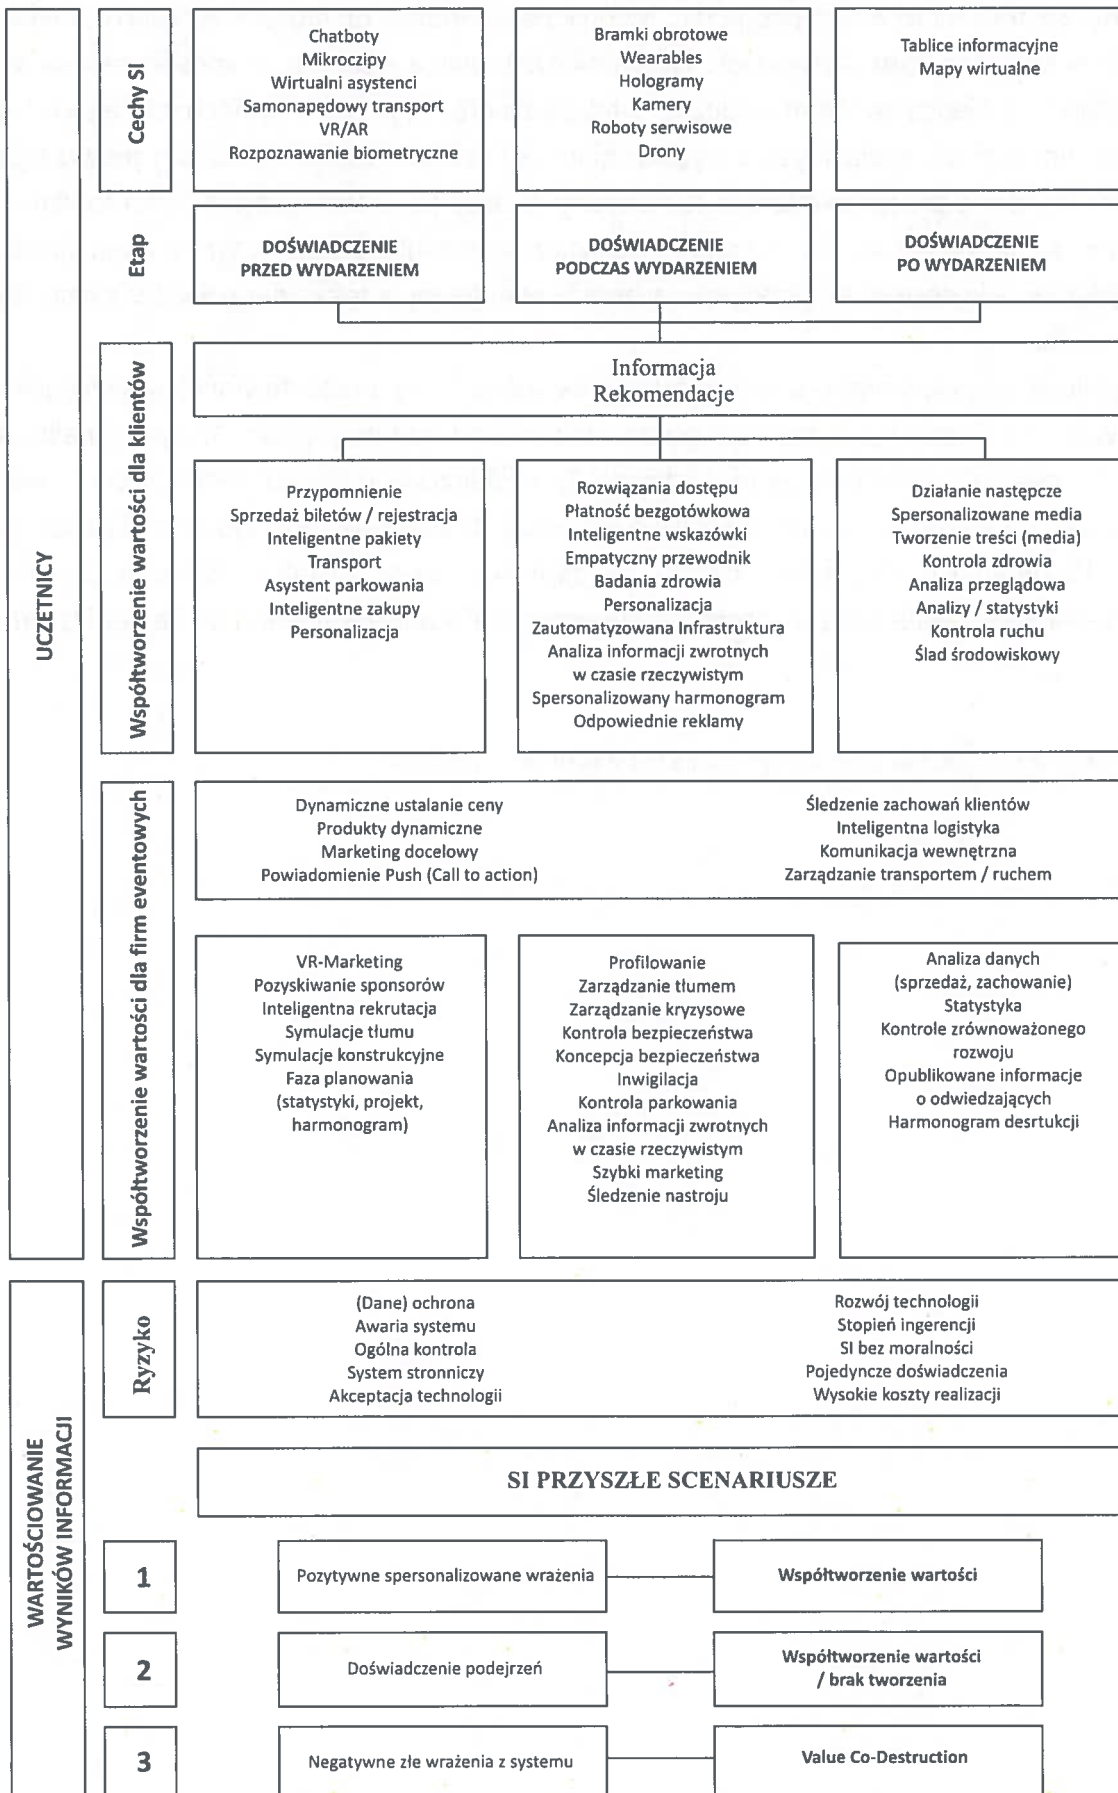 Cechy SI
Chatboty
Mikroczipy
Wirtualni asystenci
Samonapędowy transport
VR/AR
Rozpoznawanie biometryczne
Bramki obrotowe
Wearables
Hologramy
Kamery
Roboty serwisowe
Drony
Tablice informacyjne
Mapy wirtualne
Etap
DOŚWIADCZENIE
PRZED WYDARZENIEM
DOŚWIADCZENIE
PODCZAS WYDARZENIEM
DOŚWIADCZENIE
PO WYDARZENIEM
UCZETNICY
Współtworzenie wartości dla klientów
Informacja
Rekomendacje
Przypomnienie
Sprzedaż biletów / rejestracja
Inteligentne pakiety
Transport
Asystent parkowania
Inteligentne zakupy
Personalizacja
Rozwiązania dostępu
Płatność bezgotówkowa
Inteligentne wskazówki
Empatyczny przewodnik
Badania zdrowia
Personalizacja
Zautomatyzowana Infrastruktura
Analiza informacji zwrotnych
w czasie rzeczywistym
Spersonalizowany harmonogram
Odpowiednie reklamy
Działanie następcze
Spersonalizowane media
Tworzenie treści (media)
Kontrola zdrowia
Analiza przeglądowa
Analizy / statystyki
Kontrola ruchu
Ślad środowiskowy
Współtworzenie wartości dla firm eventowych
Dynamiczne ustalanie ceny
Produkty dynamiczne
Marketing docelowy
Powiadomienie Push (Call to action)
Śledzenie zachowań klientów
Inteligentna logistyka
Komunikacja wewnętrzna
Zarządzanie transportem / ruchem
VR-Marketing
Pozyskiwanie sponsorów
Inteligentna rekrutacja
Symulacje tłumu
Symulacje konstrukcyjne
Faza planowania
(statystyki, projekt,
harmonogram)
Profilowanie
Zarządzanie tłumem
Zarządzanie kryzysowe
Kontrola bezpieczeństwa
Koncepcja bezpieczeństwa
Inwigilacja
Kontrola parkowania
Analiza informacji zwrotnych
w czasie rzeczywistym
Szybki marketing
Śledzenie nastroju
Analiza danych
(sprzedaż, zachowanie)
Statystyka
Kontrole zrównoważonego
rozwoju
Opublikowane informacje
o odwiedzających
Harmonogram desrtukcji
WARTOŚCIOWANIE
WYNIKÓW INFORMACJI
Ryzyko
(Dane) ochrona
Awaria systemu
Ogólna kontrola
System stronniczy
Akceptacja technologii
Rozwój technologii
Stopień ingerencji
SI bez moralności
Pojedyncze doświadczenia
Wysokie koszty realizacji
SI PRZYSZŁE SCENARIUSZE
1
Pozytywne spersonalizowane wrażenia
Współtworzenie wartości
2
Doświadczenie podejrzeń
Współtworzenie wartości
/ brak tworzenia
3
Negatywne złe wrażenia z systemu
Value Co-Destruction